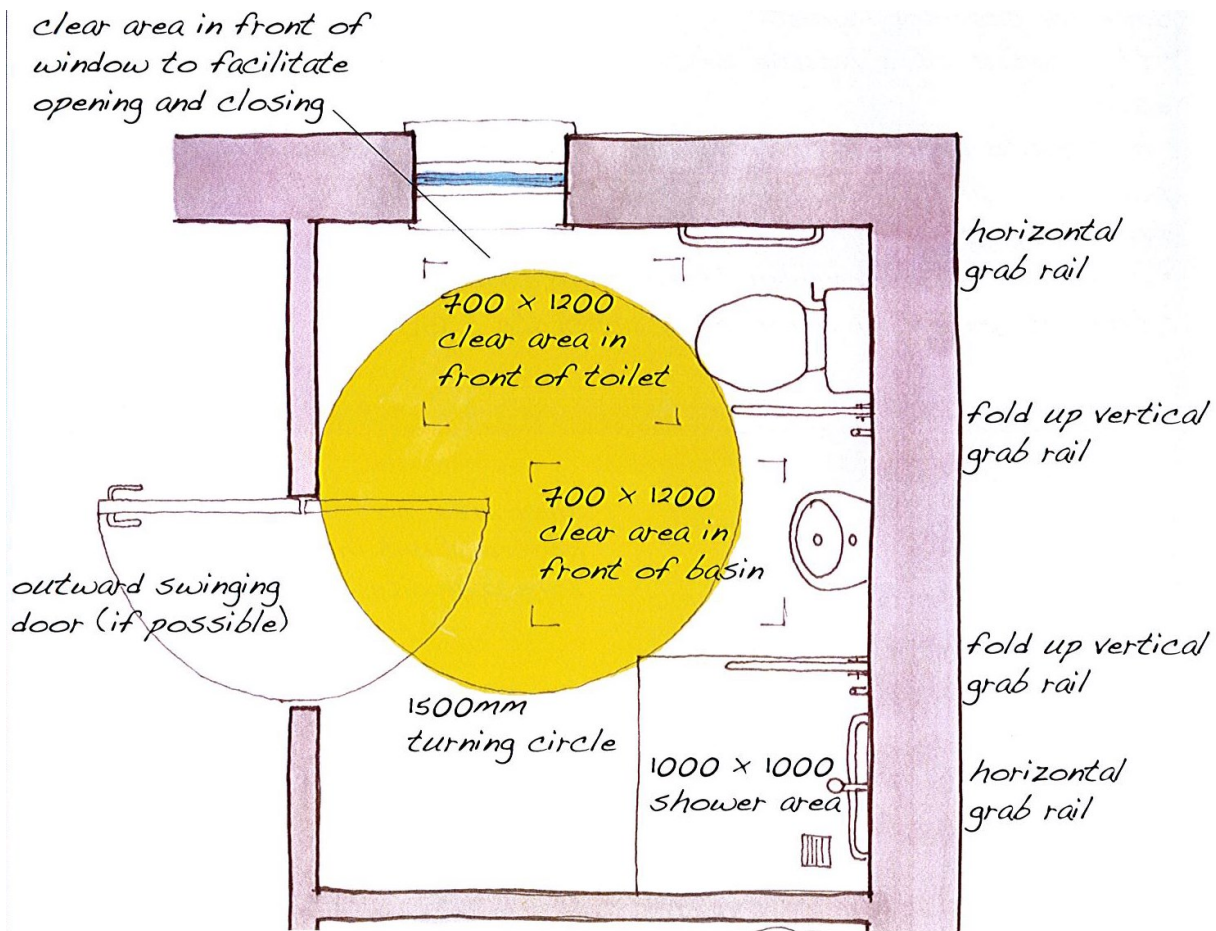 clear area in front of
window to facilitate
opening and closing
horizontal
grab rail
700 x 1200
clear area in
front of toilet
fold up vertical
grab rail
700 x 1200
clear area in
front of basin
outward swinging
door (if possible)
fold up vertical
grab rail
1500mm
turning circle
1000 x 1000
shower area
horizontal
grab rail